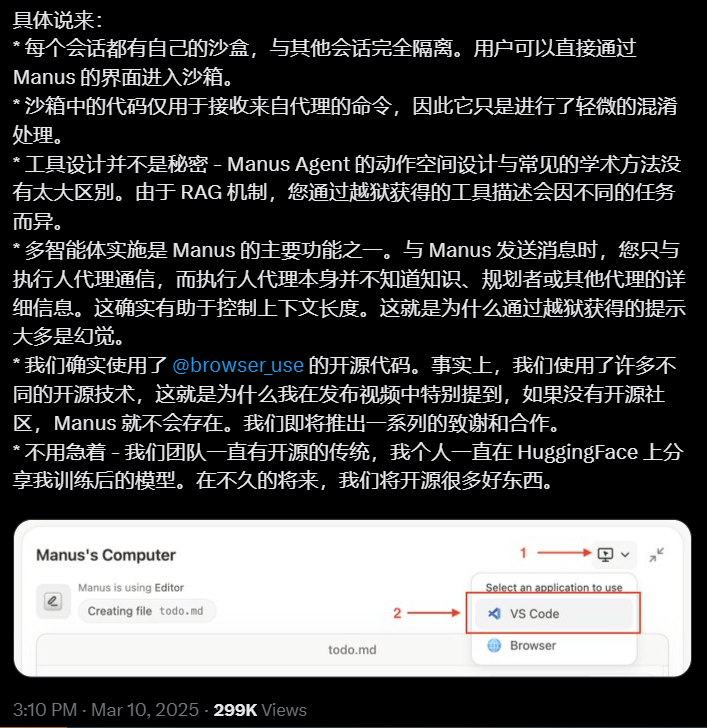 具体说来：
* 每个会话都有自己的沙盒，与其他会话完全隔离。用户可以直接通过
Manus 的界面进入沙箱。
* 沙箱中的代码仅用于接收来自代理的命令，因此它只是进行了轻微的混淆
处理。
* 工具设计并不是秘密 - Manus Agent 的动作空间设计与常见的学术方法没
有太大区别。由于 RAG 机制，您通过越狱获得的工具描述会因不同的任务
而异。
* 多智能体实施是 Manus 的主要功能之一。与 Manus 发送消息时，您只与
执行人代理通信，而执行人代理本身并不知道知识、规划者或其他代理的详
细信息。这确实有助于控制上下文长度。这就是为什么通过越狱获得的提示
大多是幻觉。
* 我们确实使用了 @browser_use 的开源代码。事实上，我们使用了许多不
同的开源技术，这就是为什么我在发布视频中特别提到，如果没有开源社
区，Manus 就不会存在。我们即将推出一系列的致谢和合作。
* 不用急着 - 我们团队一直有开源的传统，我个人一直在 HuggingFace 上分
享我训练后的模型。在不久的将来，我们将开源很多好东西。
Manus's Computer
1
Manus is using Editor
Select an application to use
Creating file todo.md
2
VS Code
Browser
todo.md
3:10 PM · Mar 10, 2025 · 299K Views